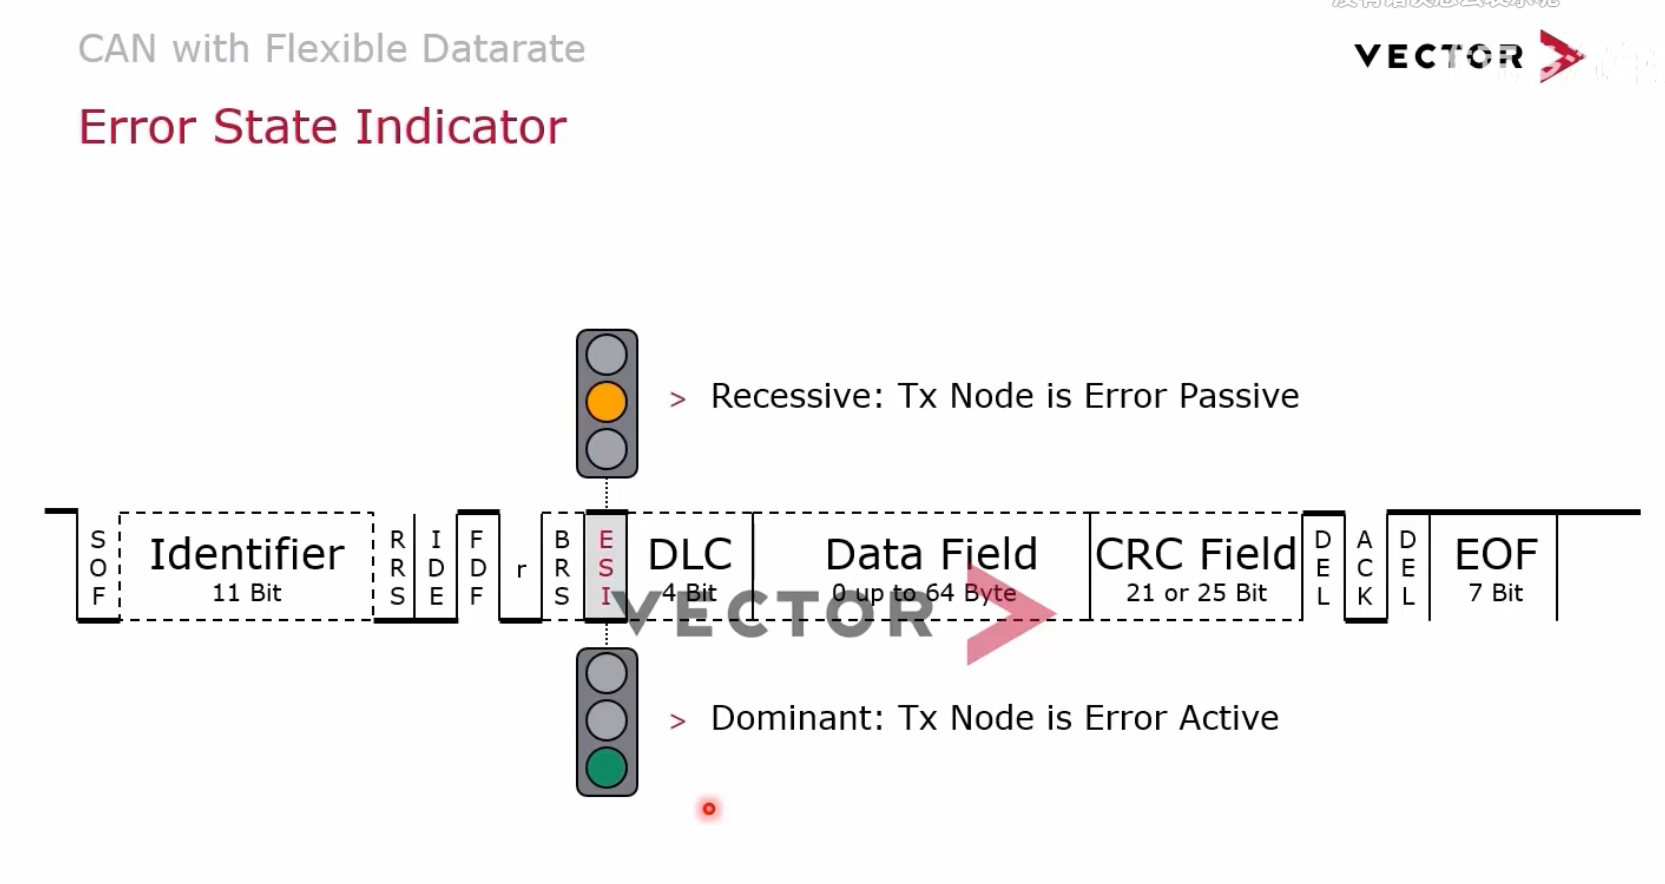 CAN with Flexible Datarate
VECTOR
Error State Indicator
> Recessive: Tx Node is Error Passive
SOF
Identifier
11 Bit
RRS
IDE
FDF
r
BRS
ESI
DLC
4 Bit
Data Field
0 up to 64 Byte
CRC Field
21 or 25 Bit
DEL
ACK
DEL
EOF
7 Bit
VECTOR
> Dominant: Tx Node is Error Active